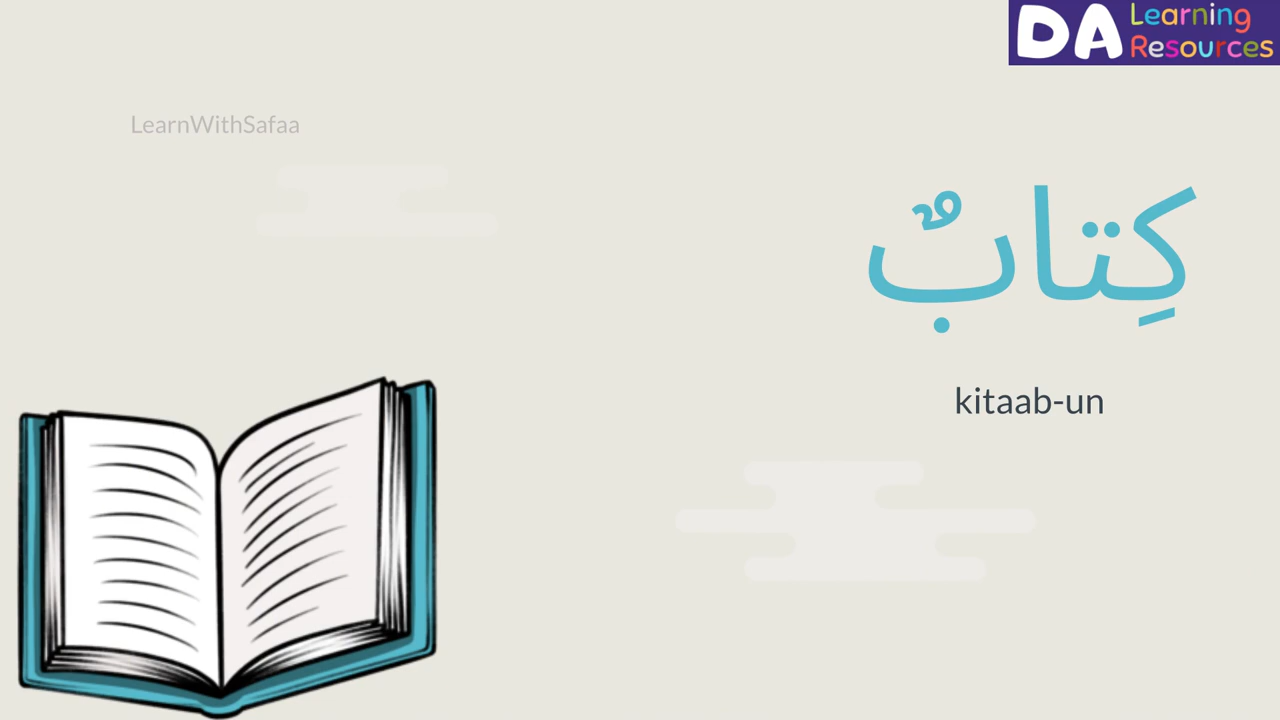 DA Learning
Resources
LearnWithSafaa
كِتابٌ
kitaab-un